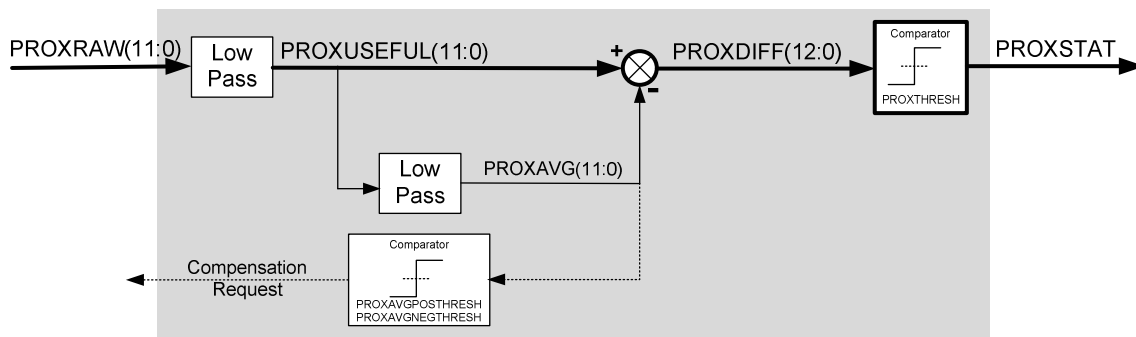 PROXRAW(11:0)
Low
Pass
PROXUSEFUL(11:0)
+
-
PROXDIFF(12:0)
Comparator
PROXTHRESH
PROXSTAT
Low
Pass
PROXAVG(11:0)
Comparator
PROXAVGPOSTHRESH
PROXAVGNEGTHRESH
Compensation
Request